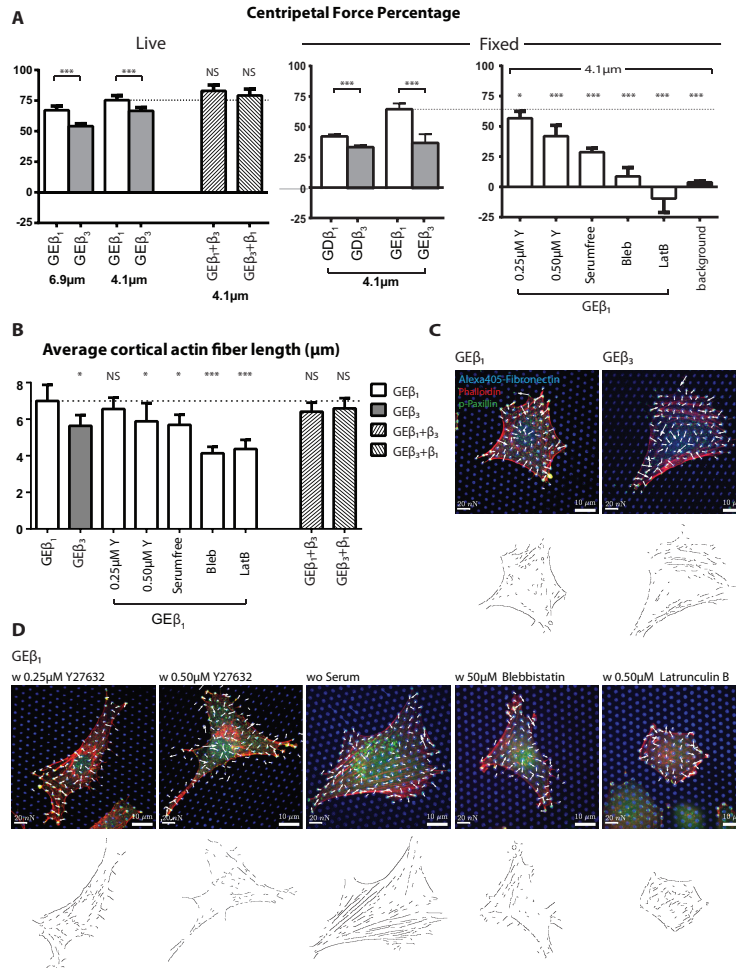 Centripetal Force Percentage
A
Live
Fixed
100
75
50
25
0
-25
*** *** NS NS
GEβ1 GEβ3 GEβ1 GEβ3 GEβ1+β3 GEβ3+β1
6.9μm 4.1μm
4.1μm
100
75
50
25
0
-25
*** ***
GDβ1 GDβ3 GEβ1 GEβ3
4.1μm
100
75
50
25
0
-25
4.1μm
* *** *** *** *** ***
0.25μM Y 0.50μM Y Serumfree Bleb LatB background
GEβ1
B
Average cortical actin fiber length (μm)
8
6
4
2
0
* NS * * *** *** NS NS
GEβ1
GEβ3
GEβ1+β3
GEβ3+β1
GEβ1 GEβ3 0.25μM Y 0.50μM Y Serumfree Bleb LatB GEβ1+β3 GEβ3+β1
GEβ1
C
GEβ1 GEβ3
Alexa405-Fibronectin
Phalloidin
p-Paxillin
20 nN 10 μm 20 nN 10 μm
D
GEβ1
w 0.25μM Y27632 w 0.50μM Y27632 wo Serum w 50μM Blebbistatin w 0.50μM Latrunculin B
20 nN 10 μm 20 nN 10 μm 20 nN 10 μm 20 nN 10 μm 20 nN 10 μm